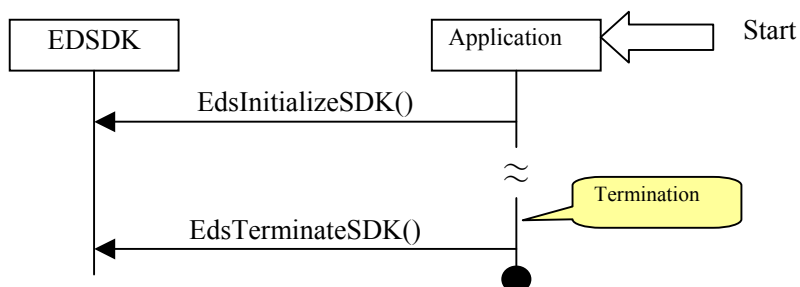 EDSDK
Application
Start
EdsInitializeSDK()
≈
Termination
EdsTerminateSDK()